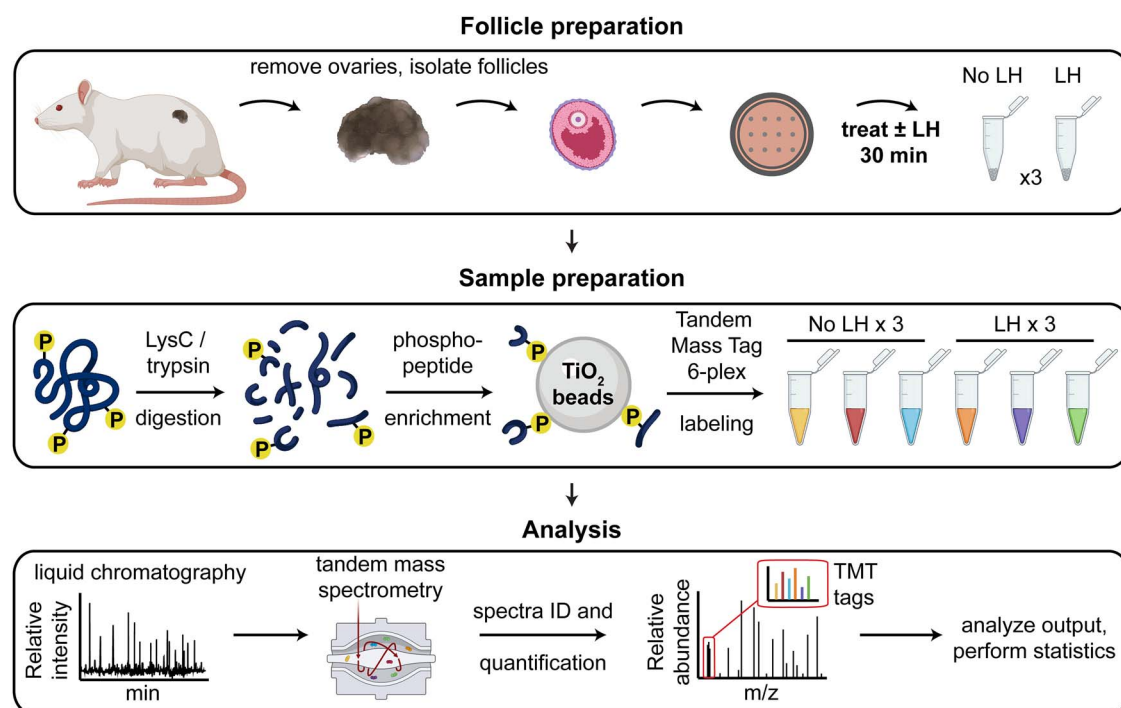 Follicle preparation
remove ovaries, isolate follicles
treat ± LH
30 min
No LH
LH
x3
Sample preparation
P
P
P
LysC /
trypsin
digestion
P
P
P
phospho-
peptide
enrichment
P
P
P
TiO₂
beads
Tandem
Mass Tag
6-plex
labeling
No LH x 3
LH x 3
Analysis
liquid chromatography
Relative
intensity
min
tandem mass
spectrometry
spectra ID and
quantification
Relative
abundance
m/z
TMT
tags
analyze output,
perform statistics